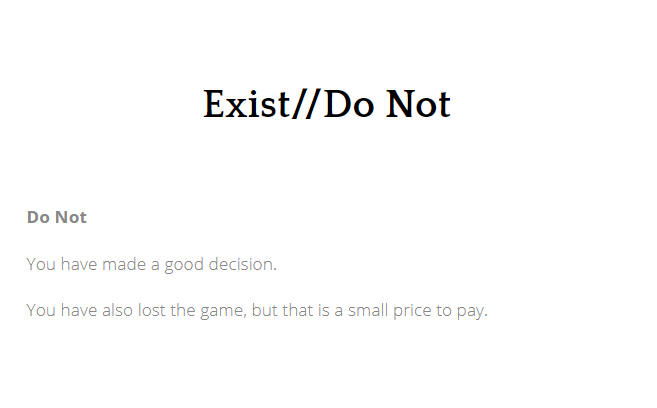 Exist//Do Not
Do Not
You have made a good decision.
You have also lost the game, but that is a small price to pay.